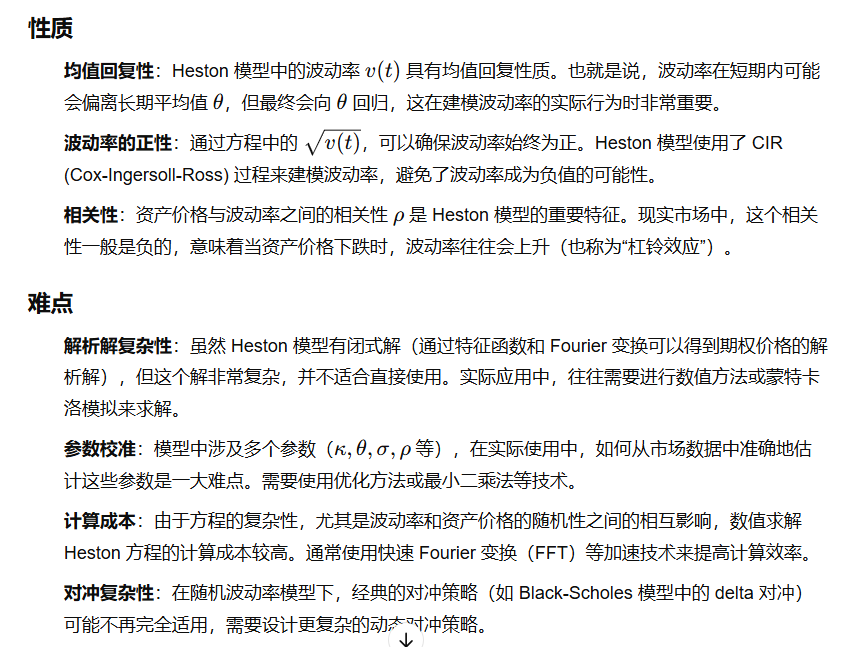 性质
均值回复性：Heston 模型中的波动率 v(t) 具有均值回复性质。也就是说，波动率在短期内可能
会偏离长期平均值 θ，但最终会向 θ 回归，这在建模波动率的实际行为时非常重要。
波动率的正性：通过方程中的 √v(t)，可以确保波动率始终为正。Heston 模型使用了 CIR
(Cox-Ingersoll-Ross) 过程来建模波动率，避免了波动率成为负值的可能性。
相关性：资产价格与波动率之间的相关性 ρ 是 Heston 模型的重要特征。现实市场中，这个相关
性一般是负的，意味着当资产价格下跌时，波动率往往会上升（也称为“杠铃效应”）。
难点
解析解复杂性：虽然 Heston 模型有闭式解（通过特征函数和 Fourier 变换可以得到期权价格的解
析解），但这个解非常复杂，并不适合直接使用。实际应用中，往往需要进行数值方法或蒙特卡
洛模拟来求解。
参数校准：模型中涉及多个参数（κ, θ, σ, ρ 等），在实际使用中，如何从市场数据中准确地估
计这些参数是一大难点。需要使用优化方法或最小二乘法等技术。
计算成本：由于方程的复杂性，尤其是波动率和资产价格的随机性之间的相互影响，数值求解
Heston 方程的计算成本较高。通常使用快速 Fourier 变换（FFT）等加速技术来提高计算效率。
对冲复杂性：在随机波动率模型下，经典的对冲策略（如 Black-Scholes 模型中的 delta 对冲）
可能不再完全适用，需要设计更复杂的动态对冲策略。